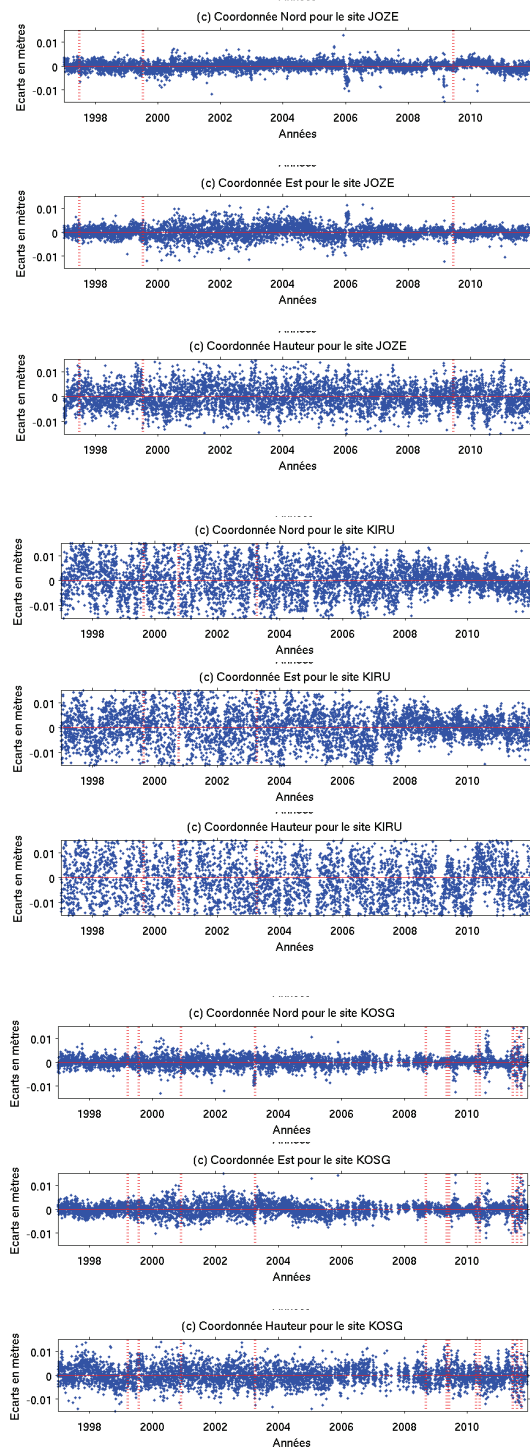 (c) Coordonnée Nord pour le site JOZE
Ecarts en mètres
0.01
0
-0.01
1998 2000 2002 2004 2006 2008 2010
Années
(c) Coordonnée Est pour le site JOZE
Ecarts en mètres
0.01
0
-0.01
1998 2000 2002 2004 2006 2008 2010
Années
(c) Coordonnée Hauteur pour le site JOZE
Ecarts en mètres
0.01
0
-0.01
1998 2000 2002 2004 2006 2008 2010
Années
(c) Coordonnée Nord pour le site KIRU
Ecarts en mètres
0.01
0
-0.01
1998 2000 2002 2004 2006 2008 2010
Années
(c) Coordonnée Est pour le site KIRU
Ecarts en mètres
0.01
0
-0.01
1998 2000 2002 2004 2006 2008 2010
Années
(c) Coordonnée Hauteur pour le site KIRU
Ecarts en mètres
0.01
0
-0.01
1998 2000 2002 2004 2006 2008 2010
Années
(c) Coordonnée Nord pour le site KOSG
Ecarts en mètres
0.01
0
-0.01
1998 2000 2002 2004 2006 2008 2010
Années
(c) Coordonnée Est pour le site KOSG
Ecarts en mètres
0.01
0
-0.01
1998 2000 2002 2004 2006 2008 2010
Années
(c) Coordonnée Hauteur pour le site KOSG
Ecarts en mètres
0.01
0
-0.01
1998 2000 2002 2004 2006 2008 2010
Années